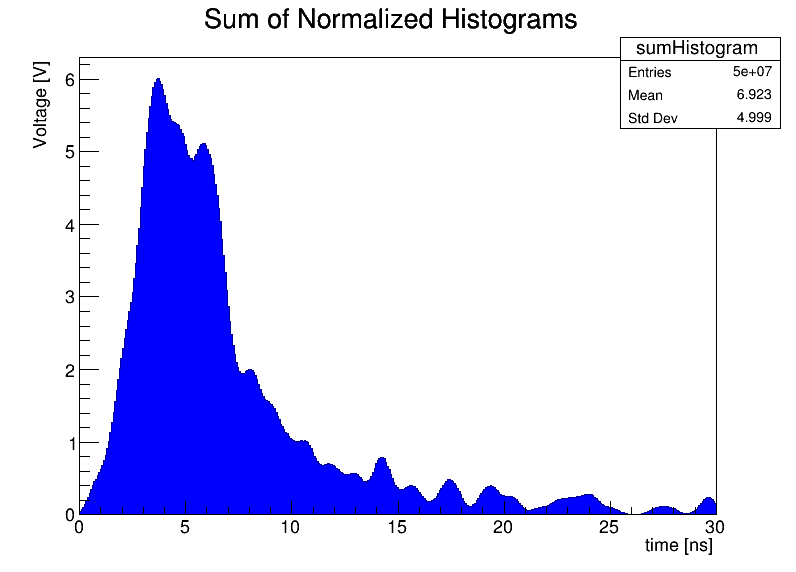 Sum of Normalized Histograms
sumHistogram
Entries 5e+07
Mean 6.923
Std Dev 4.999
Voltage [V]
6
5
4
3
2
1
0
0 5 10 15 20 25 30
time [ns]